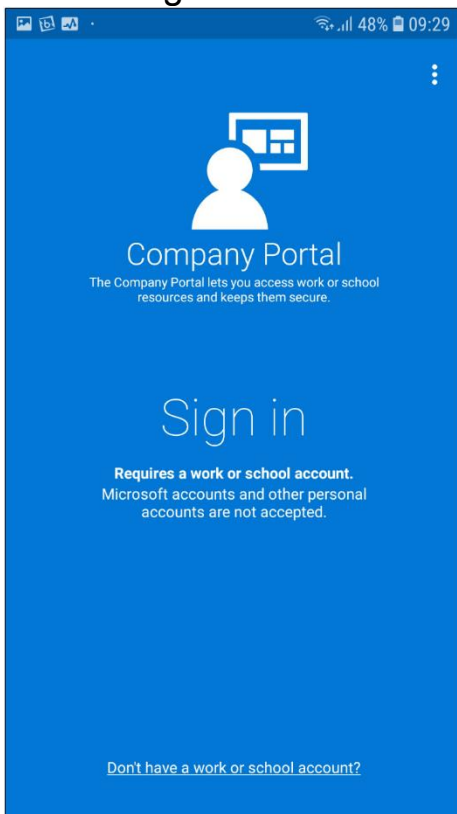 48% 09:29
Company Portal
The Company Portal lets you access work or school
resources and keeps them secure.
Sign in
Requires a work or school account.
Microsoft accounts and other personal
accounts are not accepted.
Don't have a work or school account?